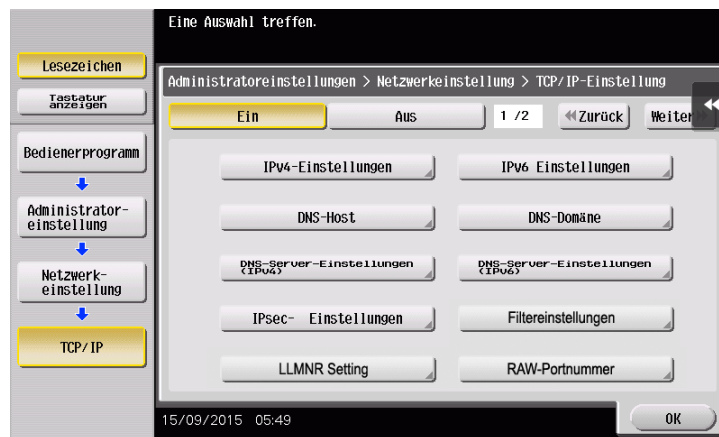 Eine Auswahl treffen.
Lesezeichen
Tastatur
anzeigen
Bedienerprogramm
Administrator-
einstellung
Netzwerk-
einstellung
TCP/IP
Administratoreinstellungen > Netzwerkeinstellung > TCP/IP-Einstellung
Ein Aus 1 /2 Zurück Weiter
IPv4-Einstellungen IPv6 Einstellungen
DNS-Host DNS-Domäne
DNS-Server-Einstellungen
(IPv4)
DNS-Server-Einstellungen
(IPv6)
IPsec- Einstellungen Filtereinstellungen
LLMNR Setting RAW-Portnummer
15/09/2015 05:49 OK